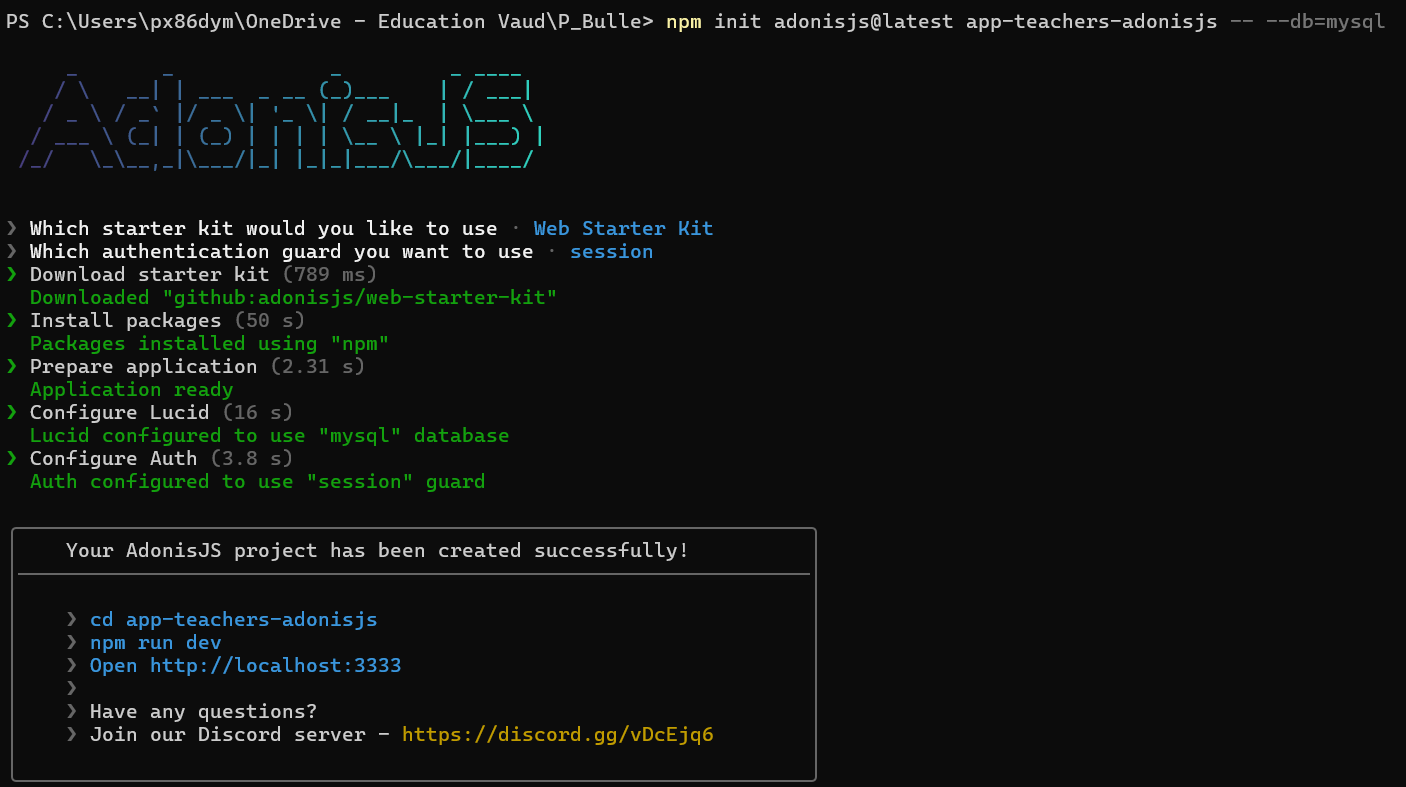 PS C:\Users\px86dym\OneDrive - Education Vaud\P_Bulle> npm init adonisjs@latest app-teachers-adonisjs -- --db=mysql
AdonisJS
❯ Which starter kit would you like to use · Web Starter Kit
❯ Which authentication guard you want to use · session
❯ Download starter kit (789 ms)
Downloaded "github:adonisjs/web-starter-kit"
❯ Install packages (50 s)
Packages installed using "npm"
❯ Prepare application (2.31 s)
Application ready
❯ Configure Lucid (16 s)
Lucid configured to use "mysql" database
❯ Configure Auth (3.8 s)
Auth configured to use "session" guard
Your AdonisJS project has been created successfully!
❯ cd app-teachers-adonisjs
❯ npm run dev
❯ Open http://localhost:3333
❯
❯ Have any questions?
❯ Join our Discord server - https://discord.gg/vDcEjq6